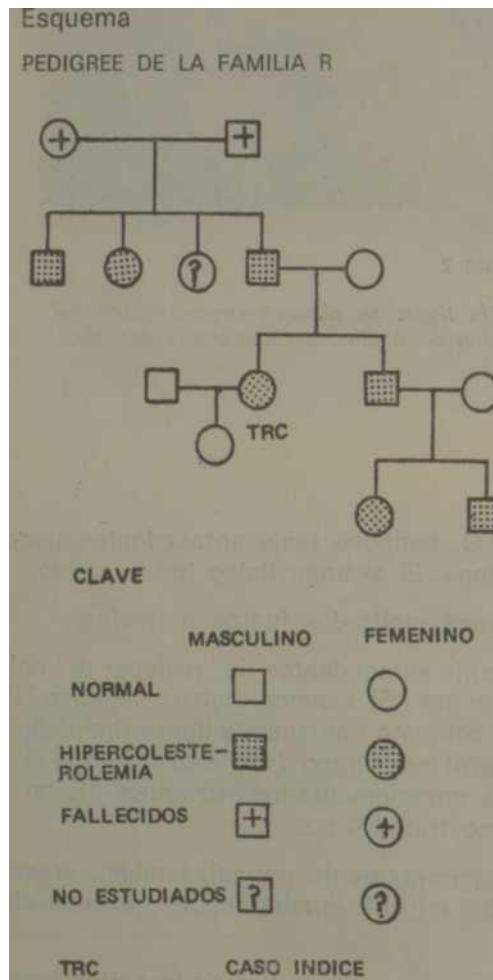 Esquema
PEDIGREE DE LA FAMILIA R
+ +
?
TRC
CLAVE
MASCULINO FEMENINO
NORMAL
HIPERCOLESTE-
ROLEMIA
FALLECIDOS + +
NO ESTUDIADOS ? ?
TRC CASO INDICE